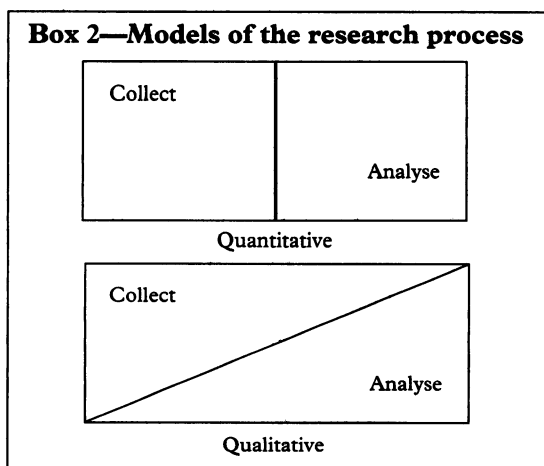 Box 2—Models of the research process
Collect
Analyse
Quantitative
Collect
Analyse
Qualitative